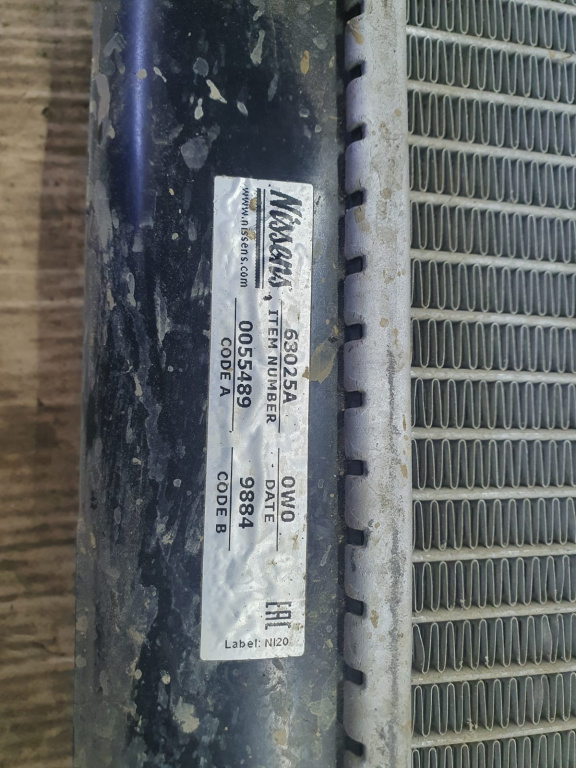 Nissens
www.nissens.com
63025A
ITEM NUMBER
0W0
DATE
0055489
CODE A
9884
CODE B
EAC
Label: NI20